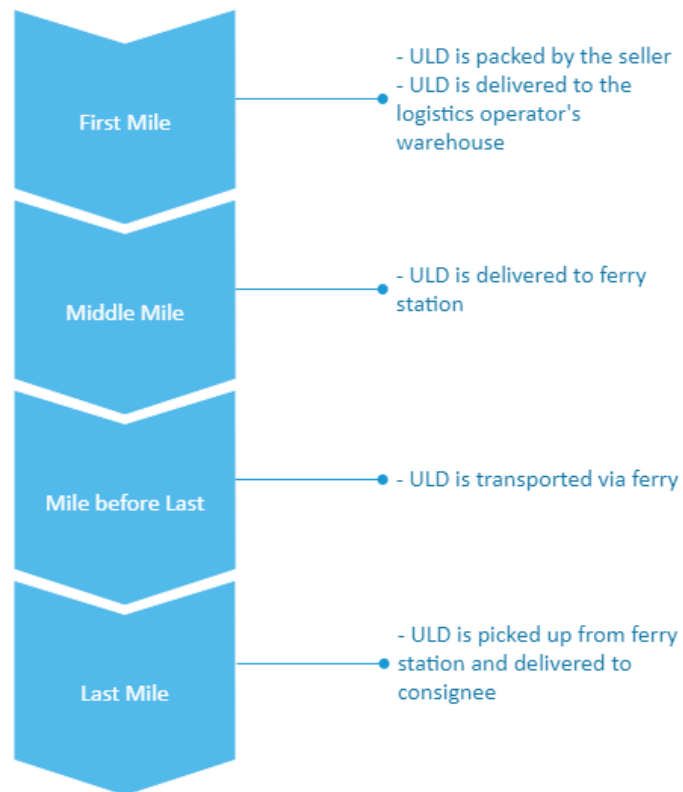 First Mile
- ULD is packed by the seller
- ULD is delivered to the
logistics operator's
warehouse
Middle Mile
- ULD is delivered to ferry
station
Mile before Last
- ULD is transported via ferry
Last Mile
- ULD is picked up from ferry
station and delivered to
consignee